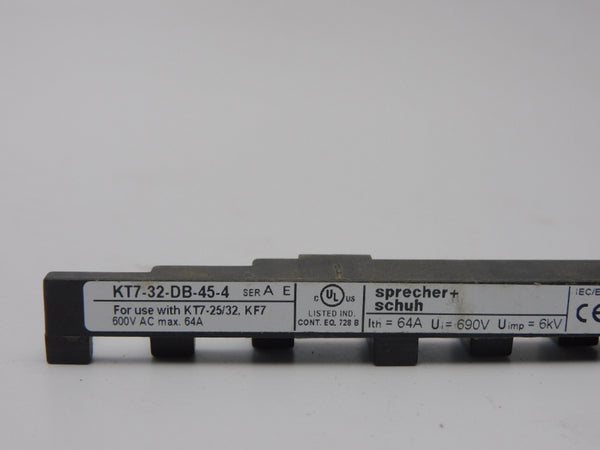 KT7-32-DB-45-4 SER A E
For use with KT7-25/32, KF7
600V AC max. 64A
c UL us
LISTED IND.
CONT. EQ. 728 B
sprecher+
schuh
Ith = 64A Ui = 690V Uimp = 6kV
IEC/E
CE